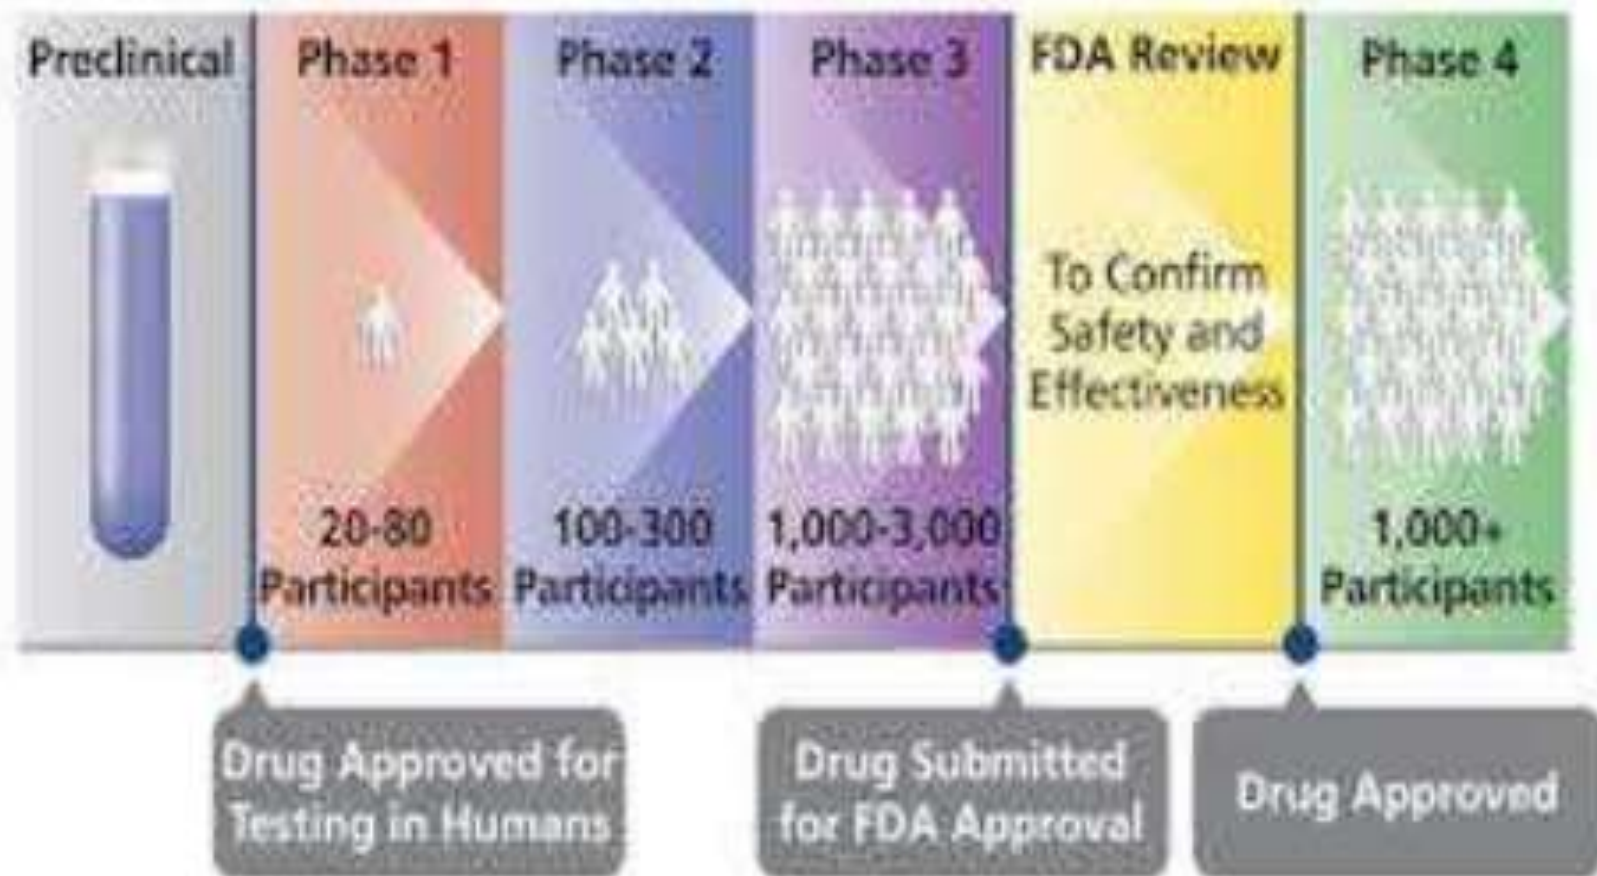 Preclinical
Phase 1
20-80
Participants
Phase 2
100-300
Participants
Phase 3
1,000-3,000
Participants
FDA Review
To Confirm
Safety and
Effectiveness
Phase 4
1,000+
Participants
Drug Approved for
Testing in Humans
Drug Submitted
for FDA Approval
Drug Approved